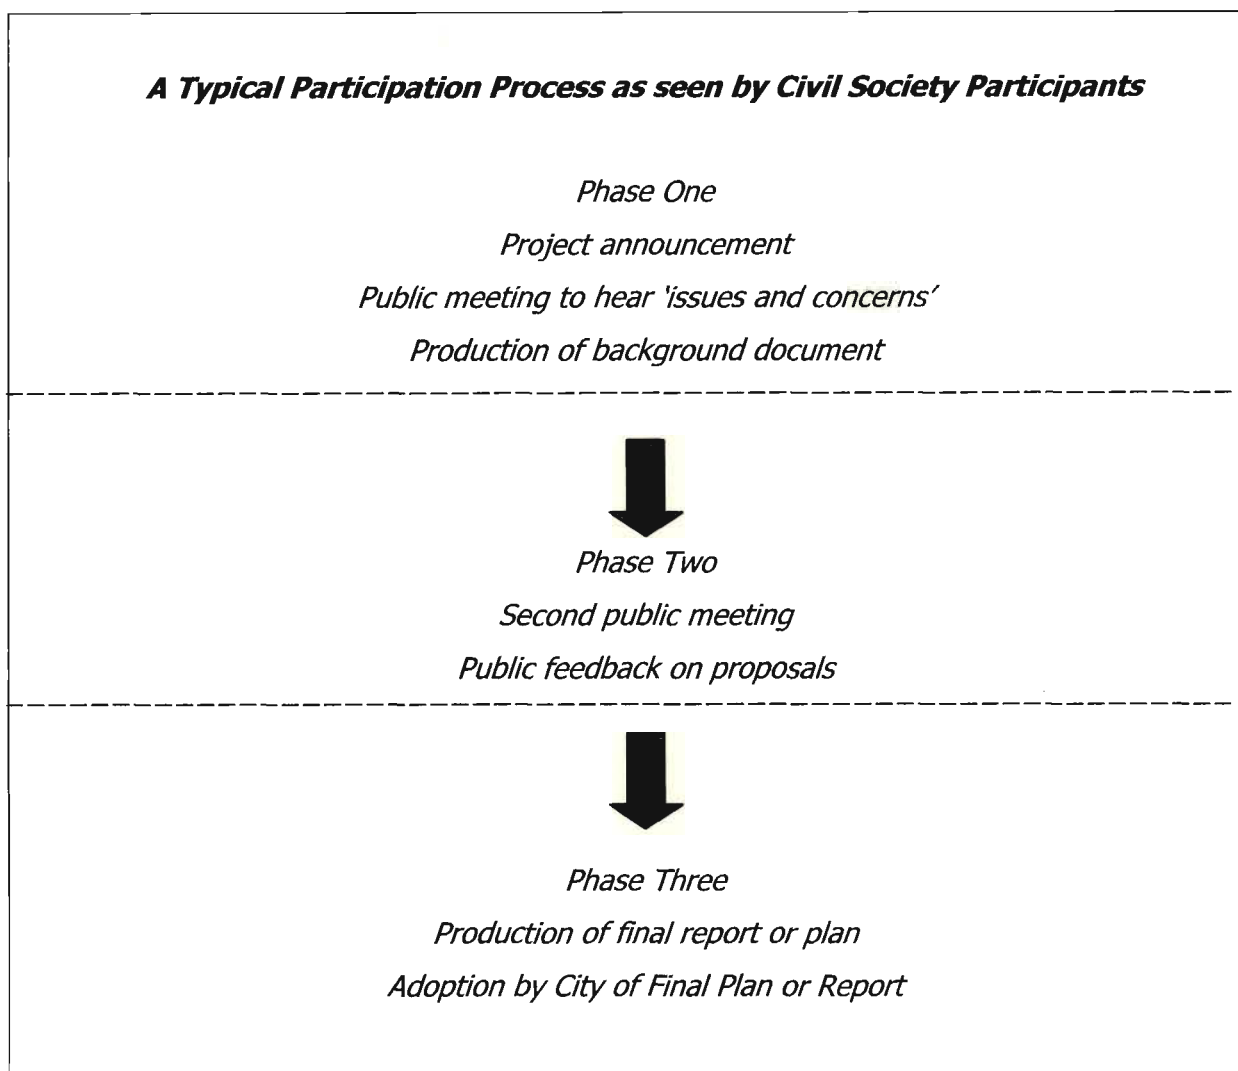 A Typical Participation Process as seen by Civil Society Participants
Phase One
Project announcement
Public meeting to hear 'issues and concerns'
Production of background document
Phase Two
Second public meeting
Public feedback on proposals
Phase Three
Production of final report or plan
Adoption by City of Final Plan or Report